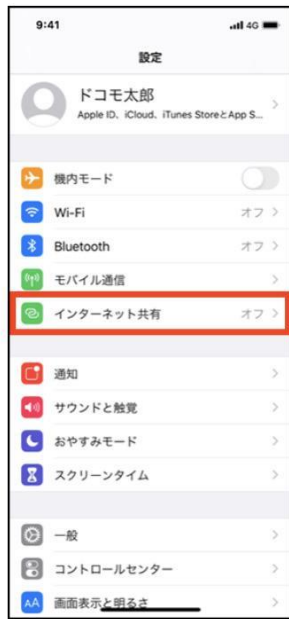 9:41
4G
設定
ドコモ太郎
Apple ID、iCloud、iTunes StoreとApp S...
機内モード
Wi-Fi オフ
Bluetooth オフ
モバイル通信
インターネット共有 オフ
通知
サウンドと触覚
おやすみモード
スクリーンタイム
一般
コントロールセンター
AA 画面表示と明るさ